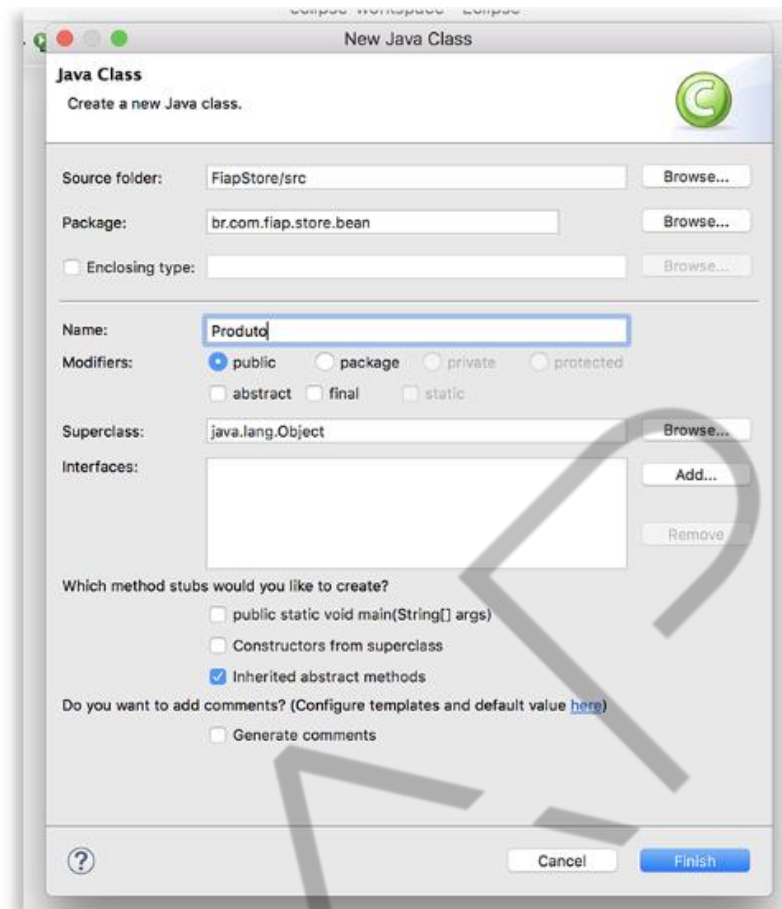 New Java Class
Java Class
Create a new Java class.
C
Source folder: FiapStore/src Browse...
Package: br.com.fiap.store.bean Browse...
Enclosing type: Browse...
Name: Produto
Modifiers: public package private protected
abstract final static
Superclass: java.lang.Object Browse...
Interfaces: Add...
Remove
Which method stubs would you like to create?
public static void main(String[] args)
Constructors from superclass
Inherited abstract methods
Do you want to add comments? (Configure templates and default value here)
Generate comments
? Cancel Finish